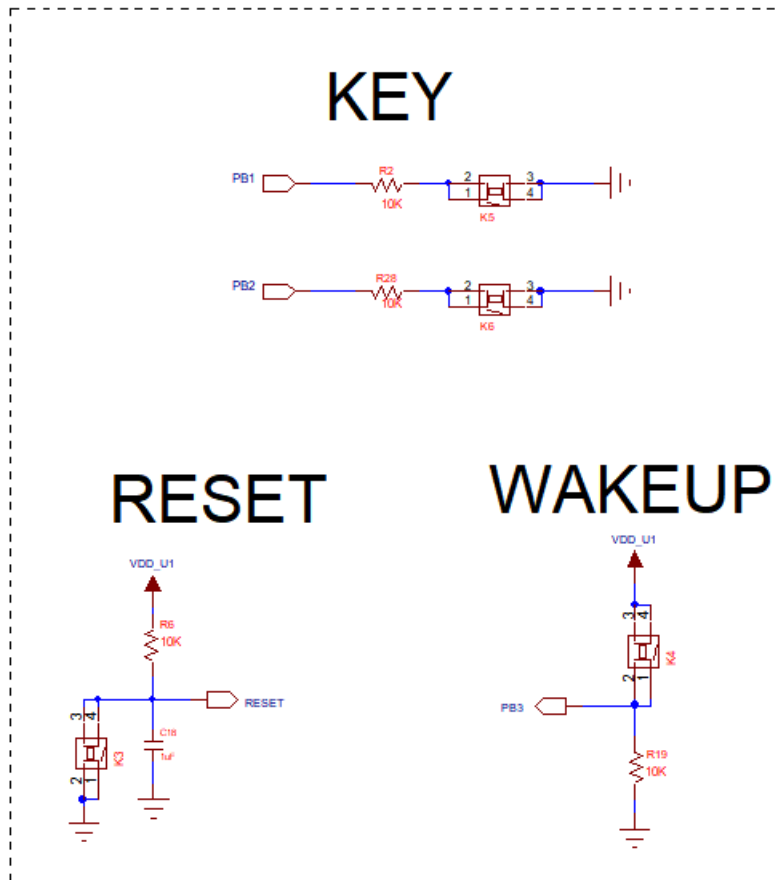 KEY
PB1
R2
10K
2
1
3
4
K5
PB2
R28
10K
2
1
3
4
K6
RESET
VDD_U1
R6
10K
RESET
3
4
K3
2
1
C18
1uF
WAKEUP
VDD_U1
3
4
K4
2
1
PB3
R19
10K